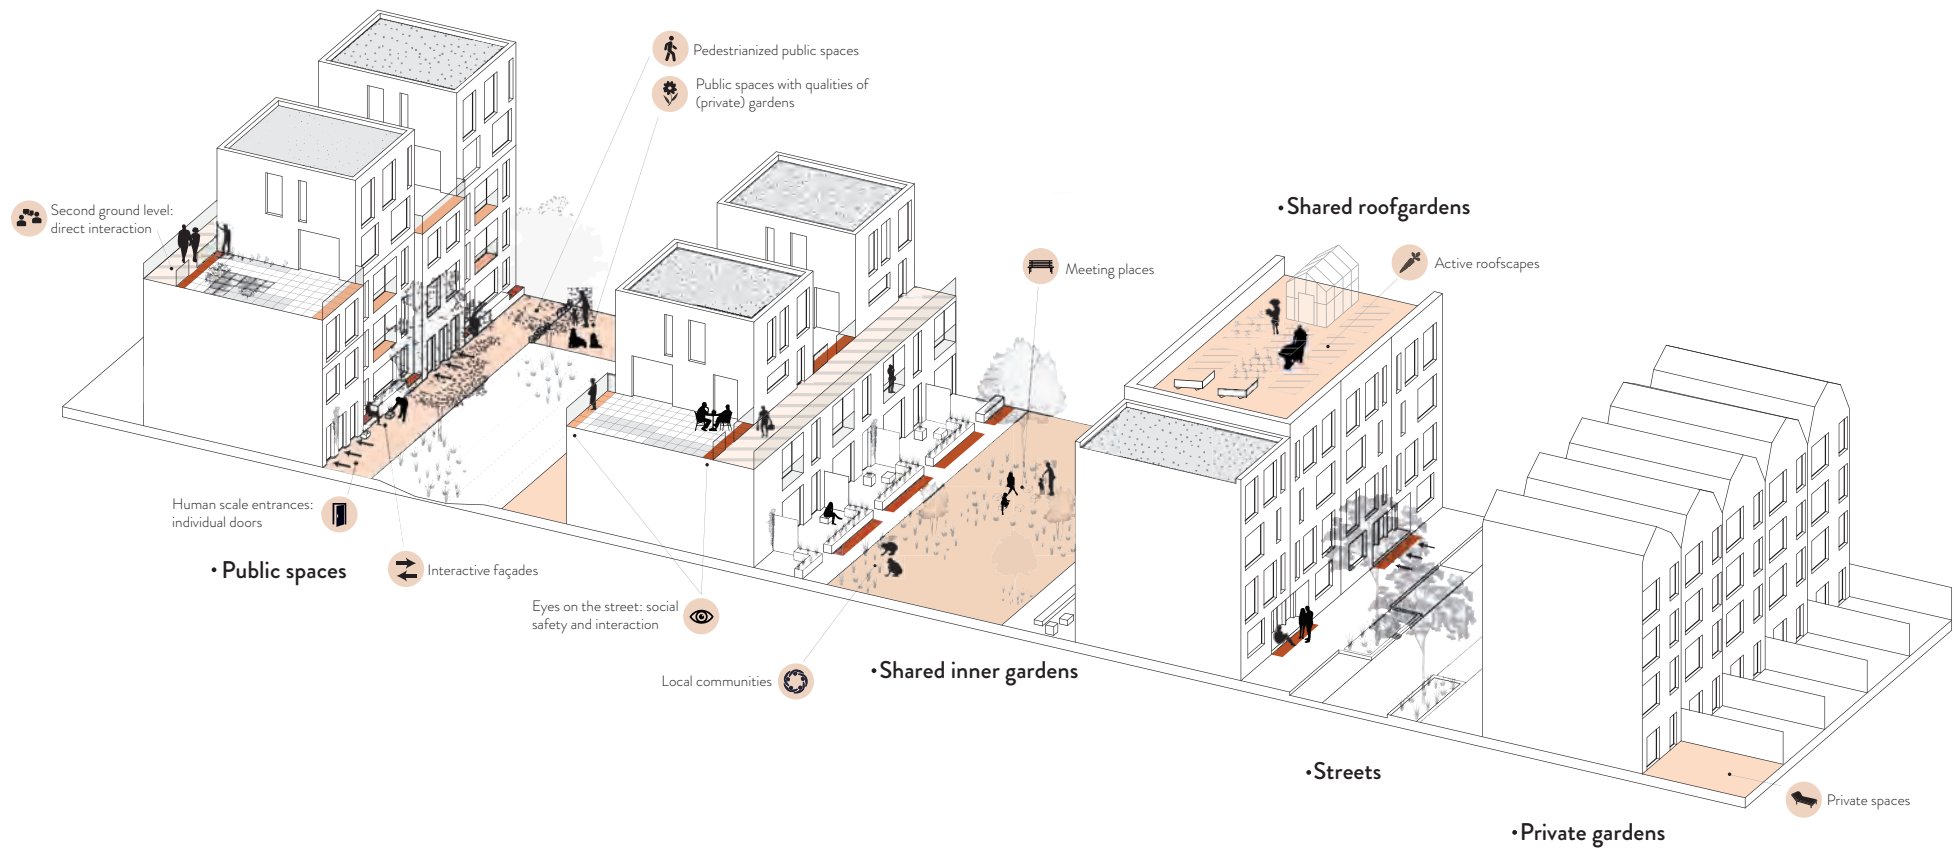 Pedestrianized public spaces
Public spaces with qualities of
(private) gardens
Second ground level:
direct interaction
•Shared roofgardens
Meeting places
Active roofscapes
Human scale entrances:
individual doors
•Public spaces
Interactive façades
Eyes on the street: social
safety and interaction
Local communities
•Shared inner gardens
•Streets
Private spaces
•Private gardens